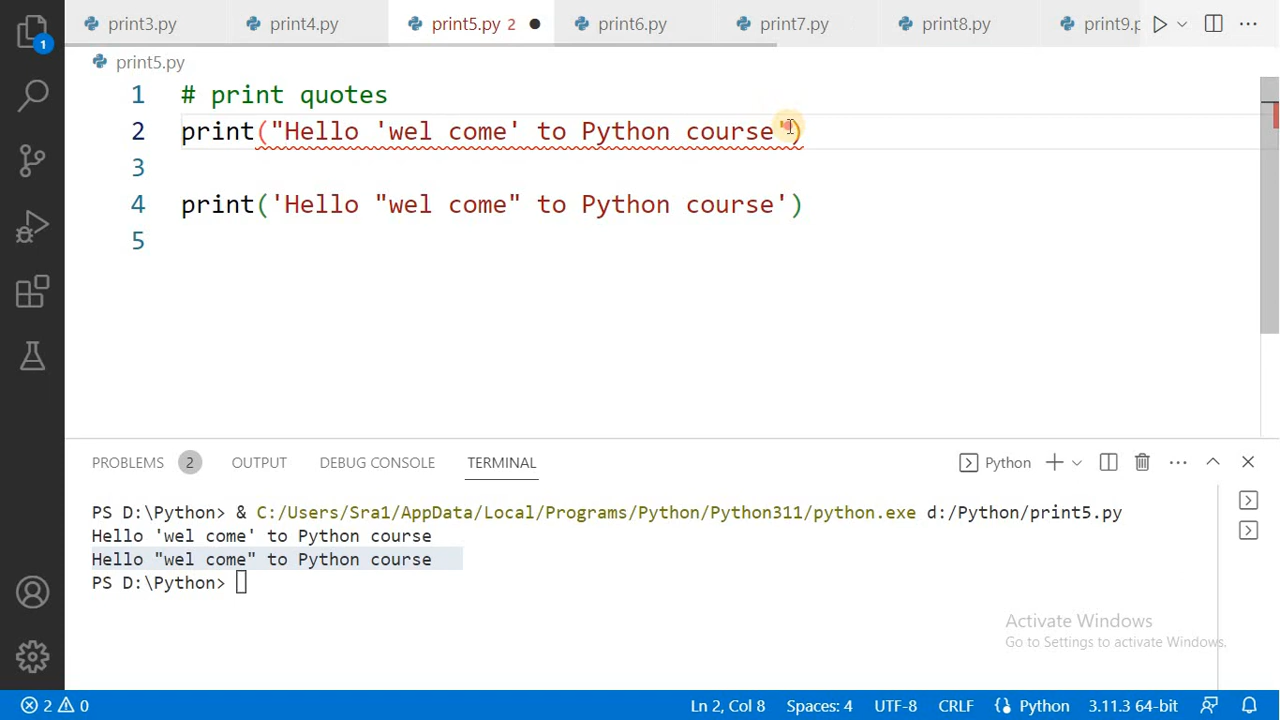 print3.py print4.py print5.py 2 print6.py print7.py print8.py print9.p
1
print5.py
1 # print quotes
2 print("Hello 'wel come' to Python course')
3
4 print('Hello "wel come" to Python course')
5
PROBLEMS 2 OUTPUT DEBUG CONSOLE TERMINAL Python
PS D:\Python> & C:/Users/Sra1/AppData/Local/Programs/Python/Python311/python.exe d:/Python/print5.py
Hello 'wel come' to Python course
Hello "wel come" to Python course
PS D:\Python>
Activate Windows
Go to Settings to activate Windows.
2 0 Ln 2, Col 8 Spaces: 4 UTF-8 CRLF Python 3.11.3 64-bit